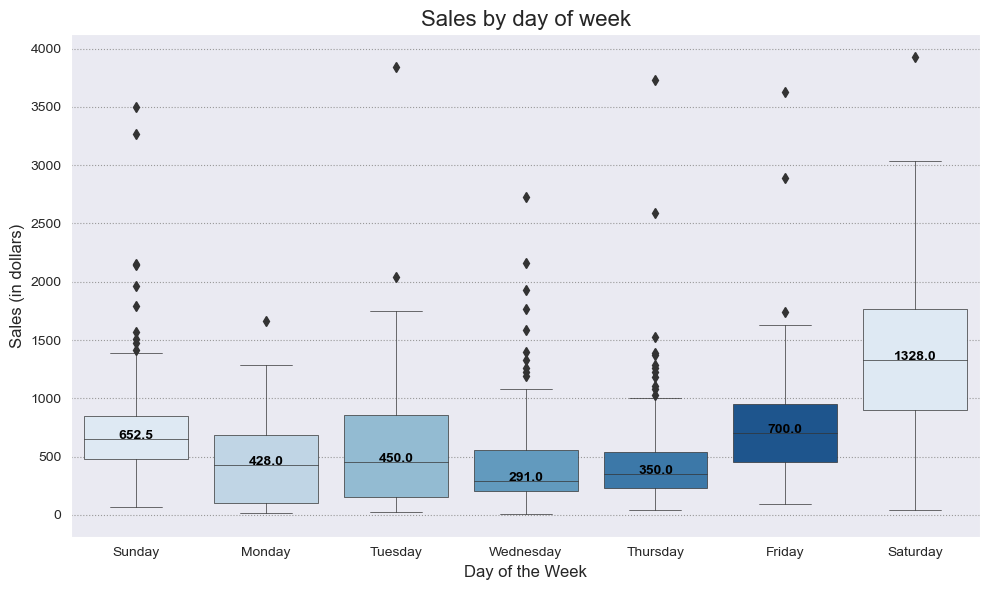 Sales by day of week
Sales (in dollars)
4000
3500
3000
2500
2000
1500
1000
500
0
652.5
428.0
450.0
291.0
350.0
700.0
1328.0
Sunday
Monday
Tuesday
Wednesday
Thursday
Friday
Saturday
Day of the Week